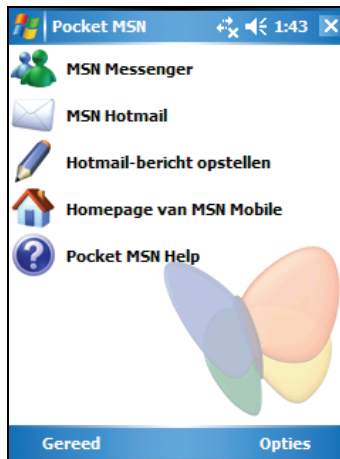 Pocket MSN 1:43
MSN Messenger
MSN Hotmail
Hotmail-bericht opstellen
Homepage van MSN Mobile
Pocket MSN Help
Gereed Opties